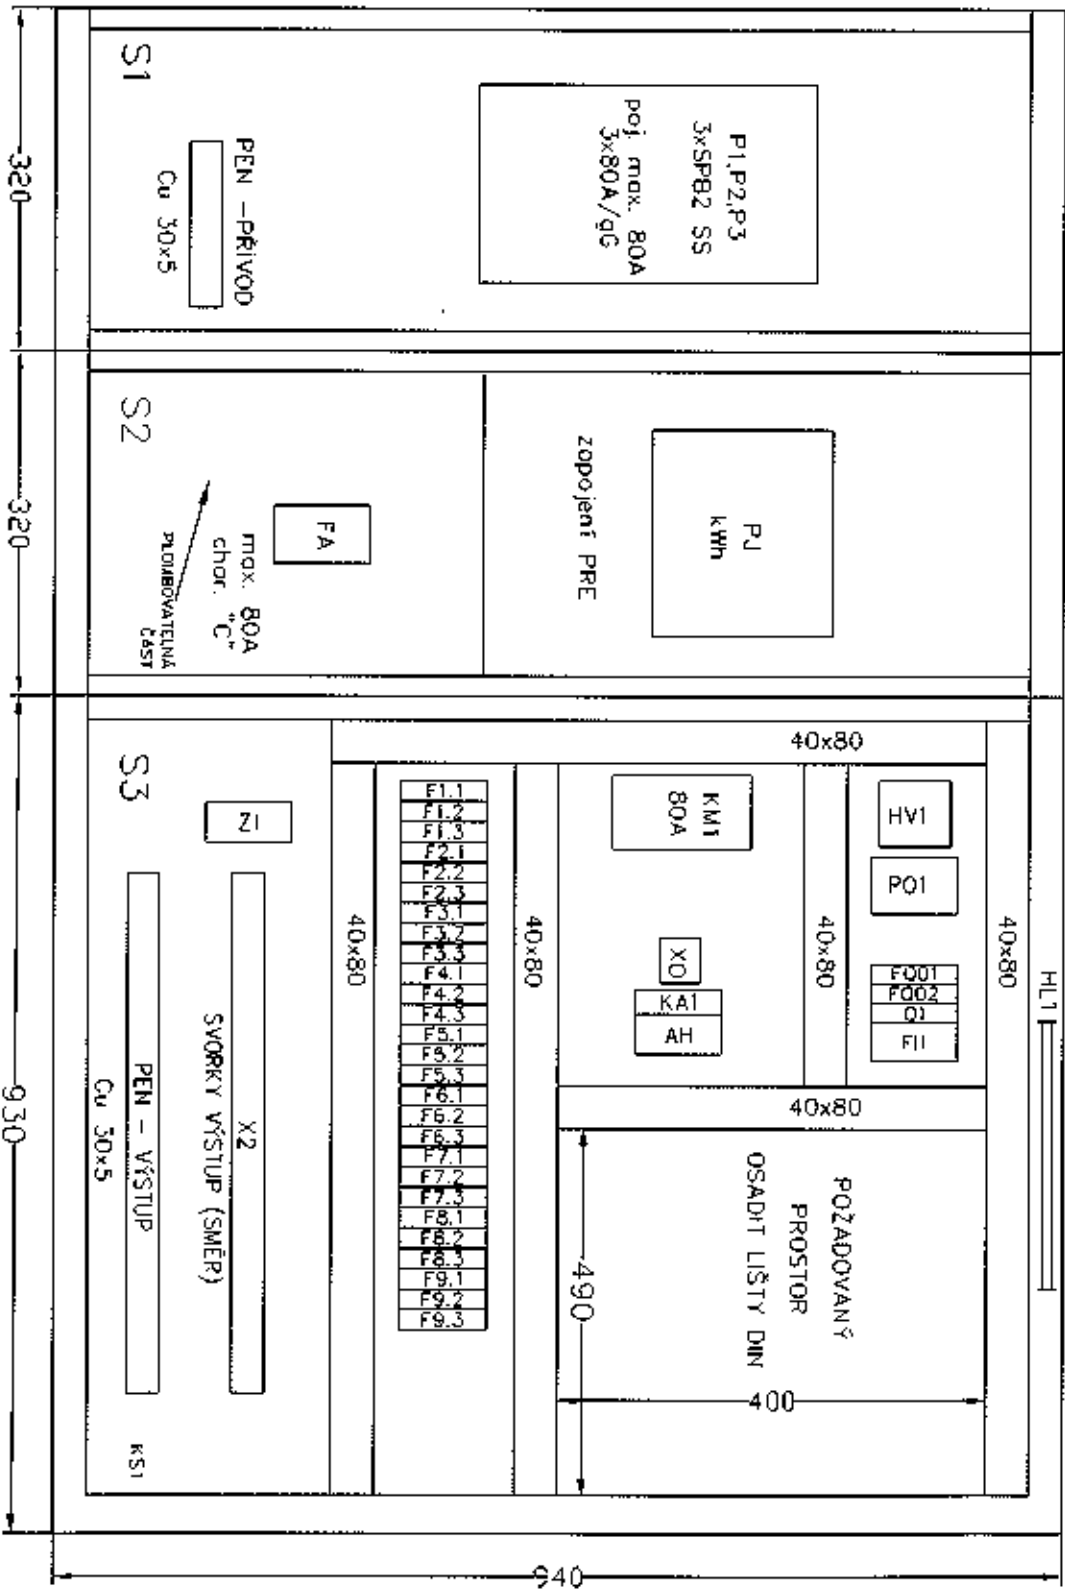 S1
P1,P2,P3
3xSPB2 SS
poj. max. 80A
3x80A/gG
PEN -PŘÍVOD
Cu 30x5
320
S2
PJ
kWh
zapojení PRE
FA
max. 80A
char. "C"
PLOMBOVATELNÁ
ČÁST
320
S3
40x80
HV1
PO1
FQ01
FQ02
40x80
HL1
KM1
80A
40x80
XO
KA1
AH
40x80
40x80
POŽADOVANÝ
PROSTOR
OSADIT LIŠTY DIN
490
400
F1.1
F1.2
F1.3
F2.1
F2.2
F2.3
F3.1
F3.2
F3.3
F4.1
F4.2
F4.3
F5.1
F5.2
F5.3
F6.1
F6.2
F6.3
F7.1
F7.2
F7.3
F8.1
F8.2
F8.3
F9.1
F9.2
F9.3
40x80
X2
SVORKY VÝSTUP (SMĚR)
PEN - VÝSTUP
Cu 30x5
KS1
930
940